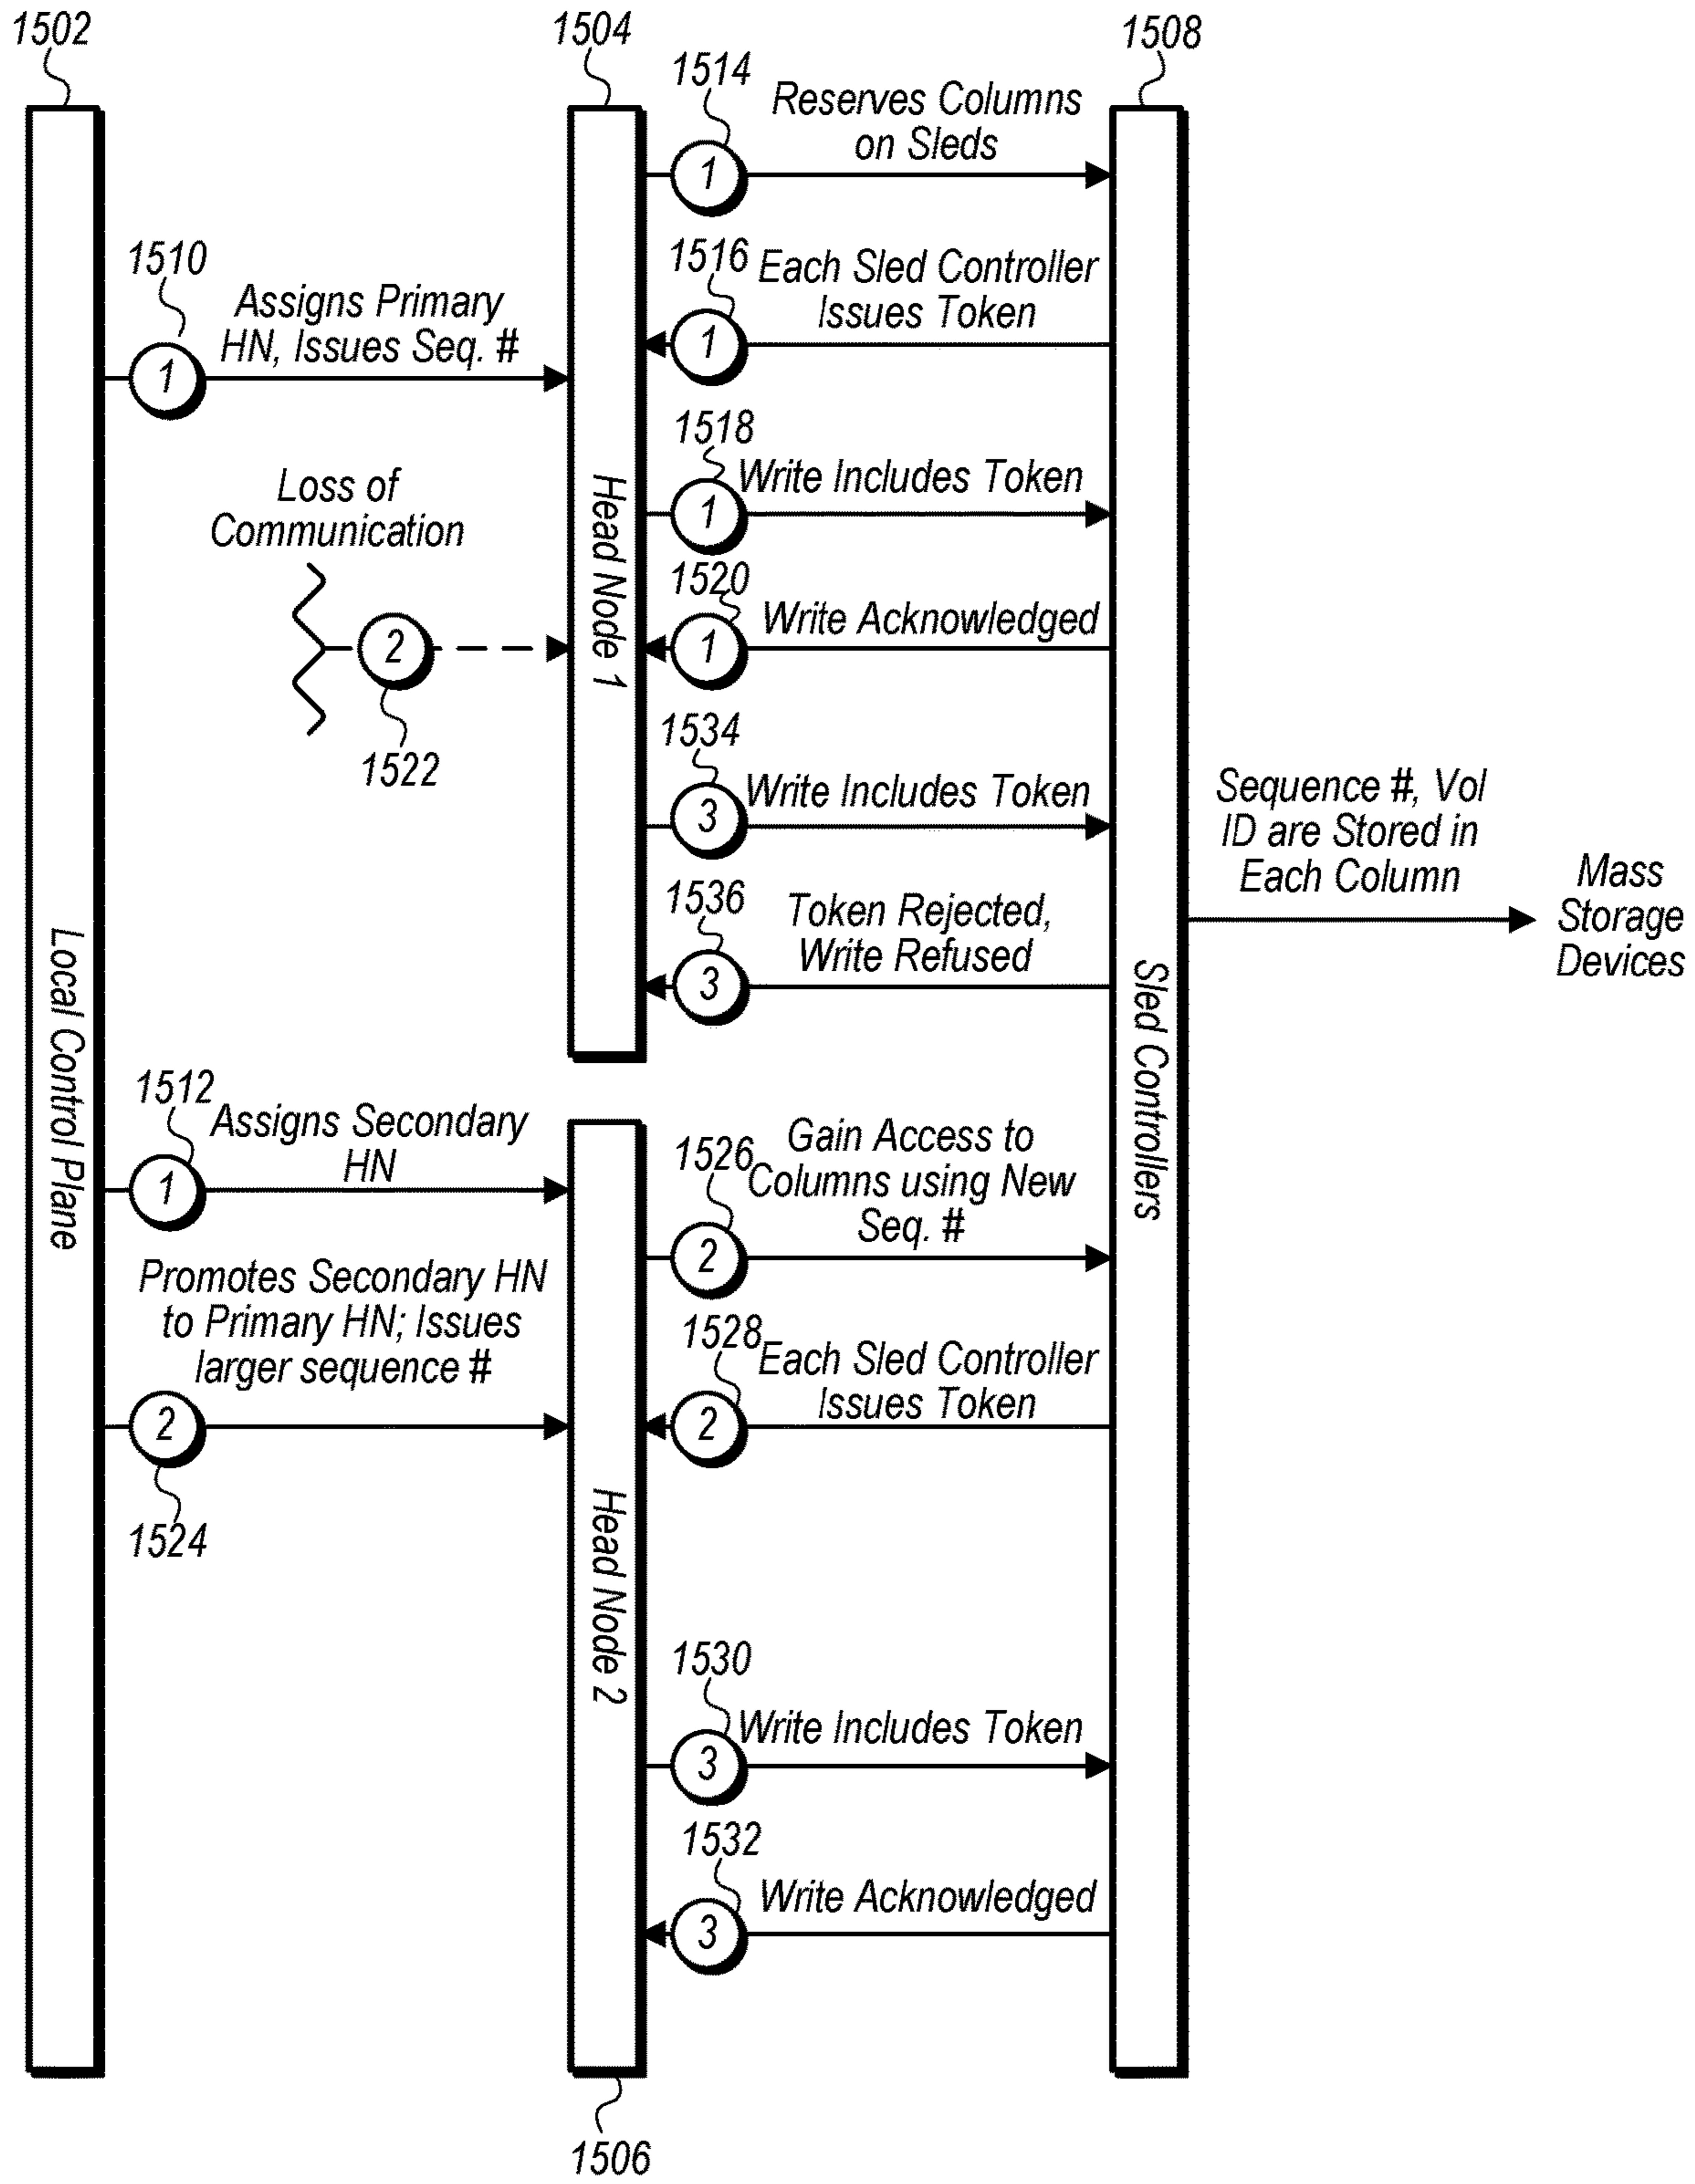 1502
1504
1508
1514
Reserves Columns
on Sleds
1
1510
Assigns Primary
HN, Issues Seq. #
1
1516
Each Sled Controller
Issues Token
1
1518
Write Includes Token
1
Loss of
Communication
2
1522
1520
Write Acknowledged
1
Head Node 1
1534
Write Includes Token
3
1536
Token Rejected,
Write Refused
3
Sequence #, Vol
ID are Stored in
Each Column
Mass
Storage
Devices
Local Control Plane
Sled Controllers
1512
Assigns Secondary
HN
1
1526
Gain Access to
Columns using New
Seq. #
2
Promotes Secondary HN
to Primary HN; Issues
larger sequence #
2
1524
1528
Each Sled Controller
Issues Token
2
Head Node 2
1530
Write Includes Token
3
1532
Write Acknowledged
3
1506